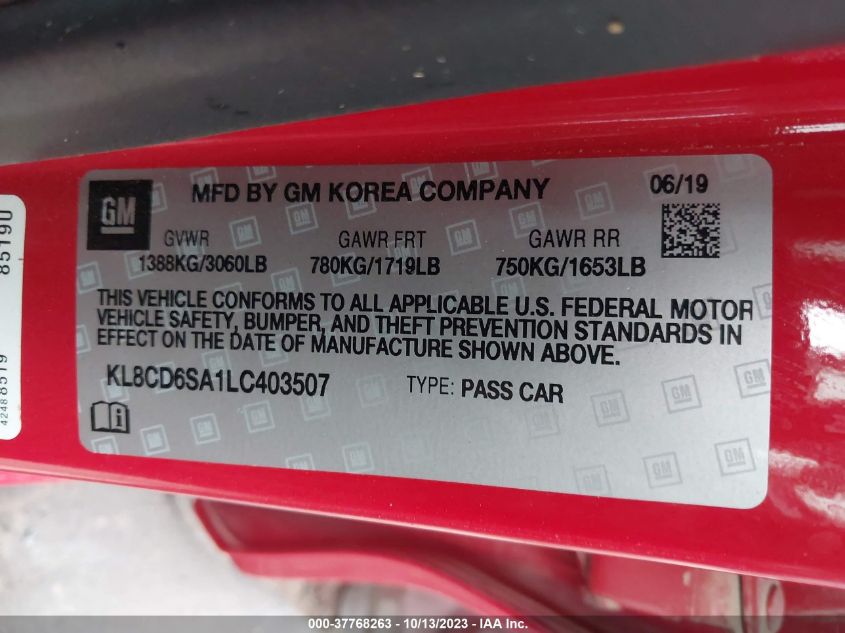 GM
MFD BY GM KOREA COMPANY
06/19
GVWR
GAWR FRT
GAWR RR
1388KG/3060LB
780KG/1719LB
750KG/1653LB
THIS VEHICLE CONFORMS TO ALL APPLICABLE U.S. FEDERAL MOTOR
VEHICLE SAFETY, BUMPER, AND THEFT PREVENTION STANDARDS IN
EFFECT ON THE DATE OF MANUFACTURE SHOWN ABOVE.
KL8CD6SA1LC403507
TYPE: PASS CAR
8519U
42488519
000-37768263 - 10/13/2023 - IAA Inc.